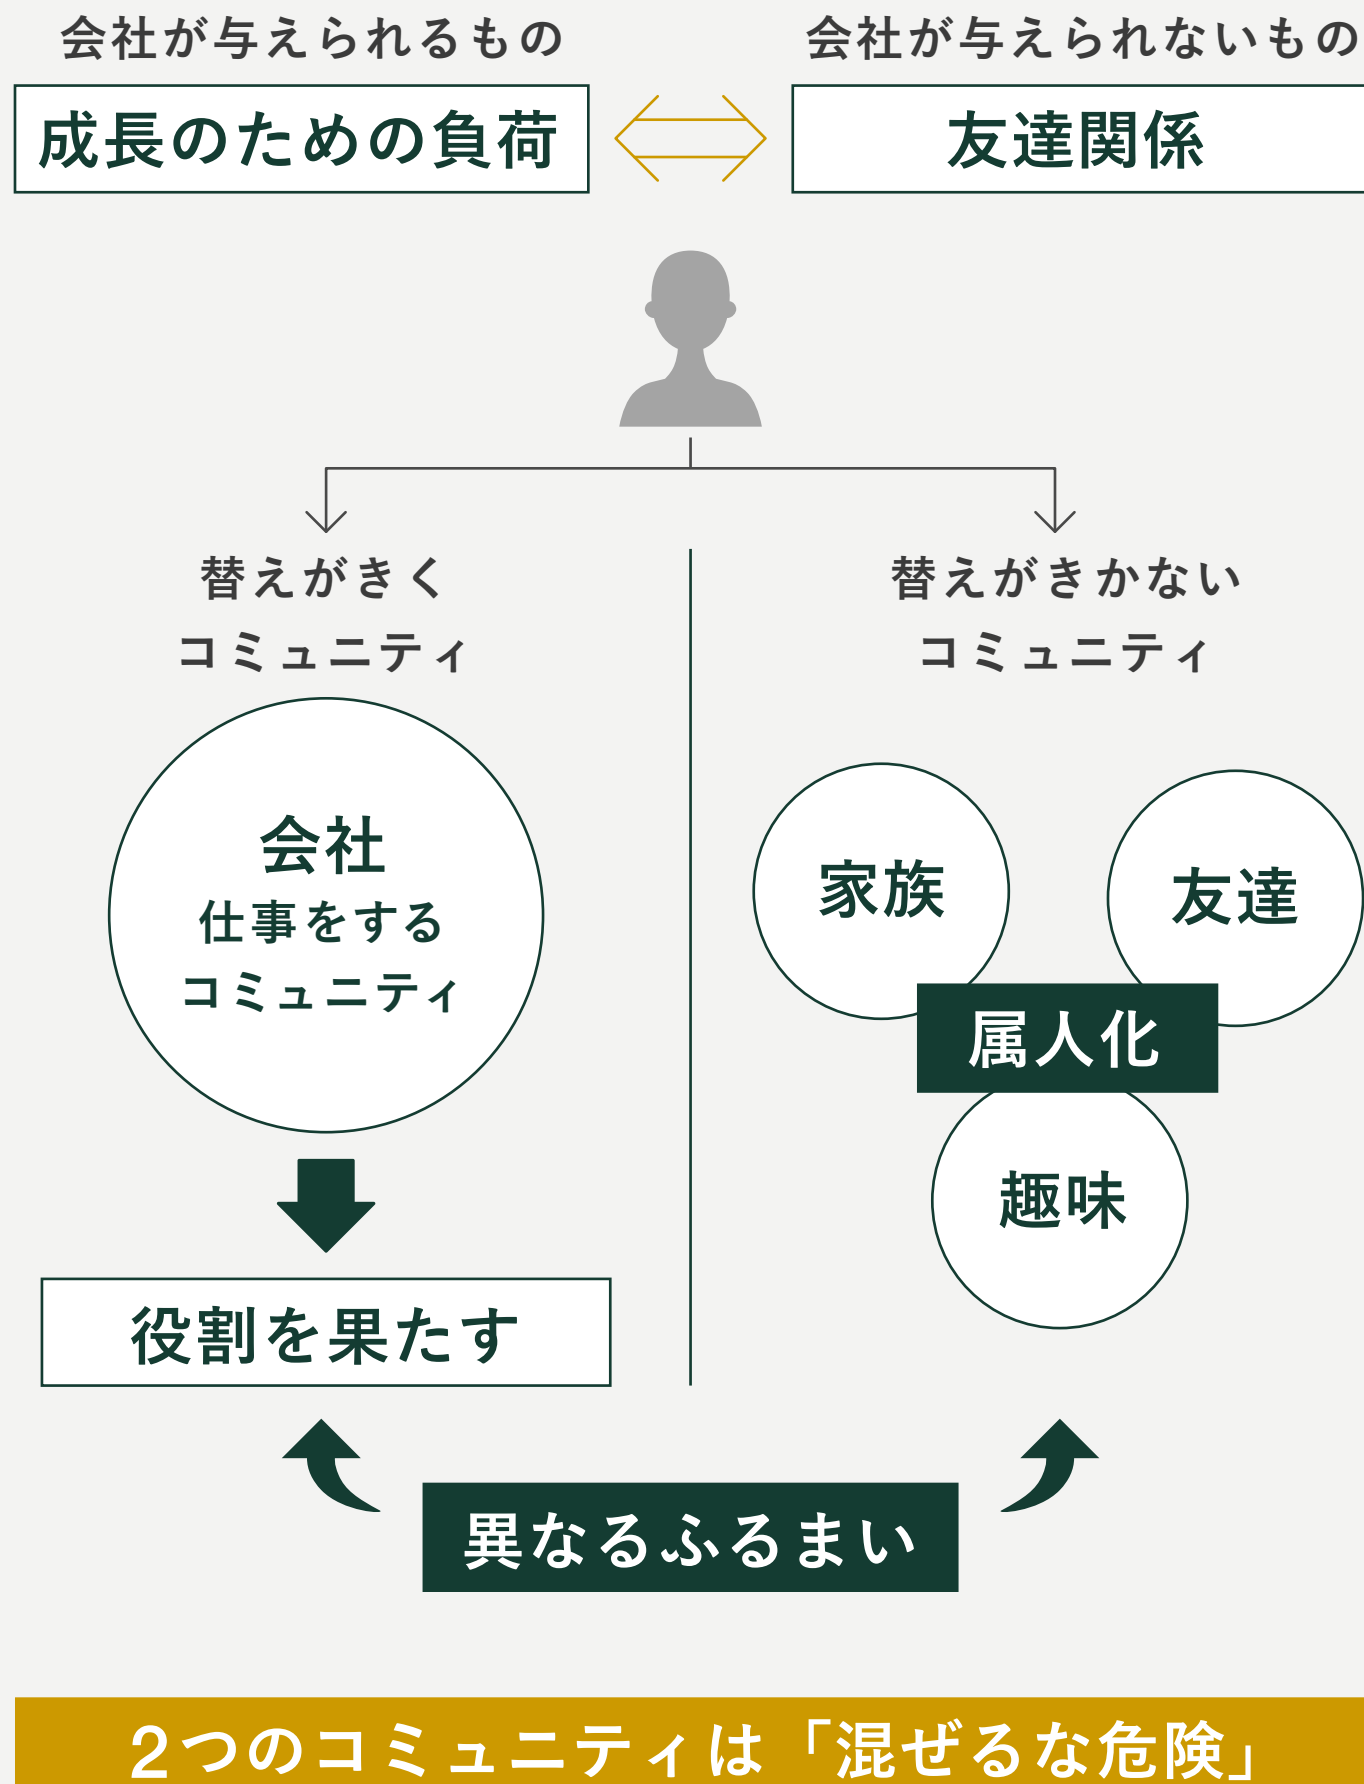 会社が与えられるもの
成長のための負荷
会社が与えられないもの
友達関係
替えがきく
コミュニティ
会社
仕事をする
コミュニティ
役割を果たす
替えがきかない
コミュニティ
家族
友達
属人化
趣味
異なるふるまい
２つのコミュニティは「混ぜるな危険」